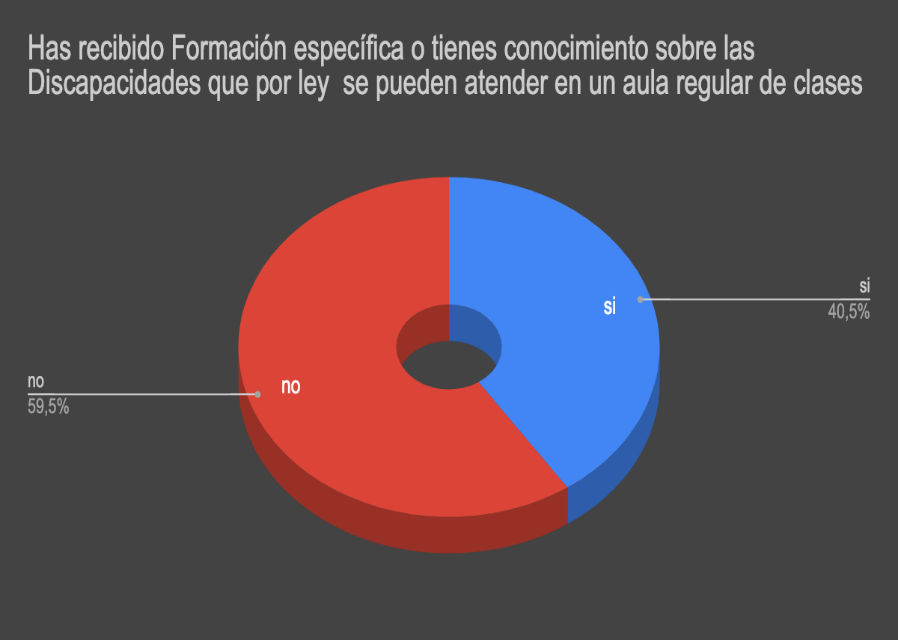 Has recibido Formación específica o tienes conocimiento sobre las
Discapacidades que por ley  se pueden atender en un aula regular de clases
si
si
40,5%
no
59,5%
no